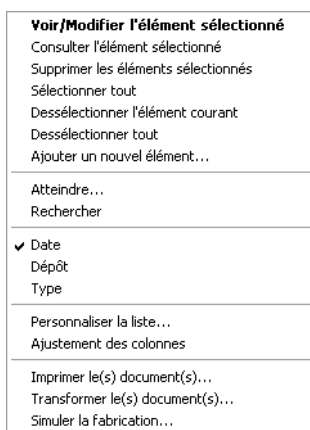 Voir/Modifier l'élément sélectionné
Consulter l'élément sélectionné
Supprimer les éléments sélectionnés
Sélectionner tout
Dessélectionner l'élément courant
Dessélectionner tout
Ajouter un nouvel élément...
Atteindre...
Rechercher
Date
Dépôt
Type
Personnaliser la liste...
Ajustement des colonnes
Imprimer le(s) document(s)...
Transformer le(s) document(s)...
Simuler la fabrication...